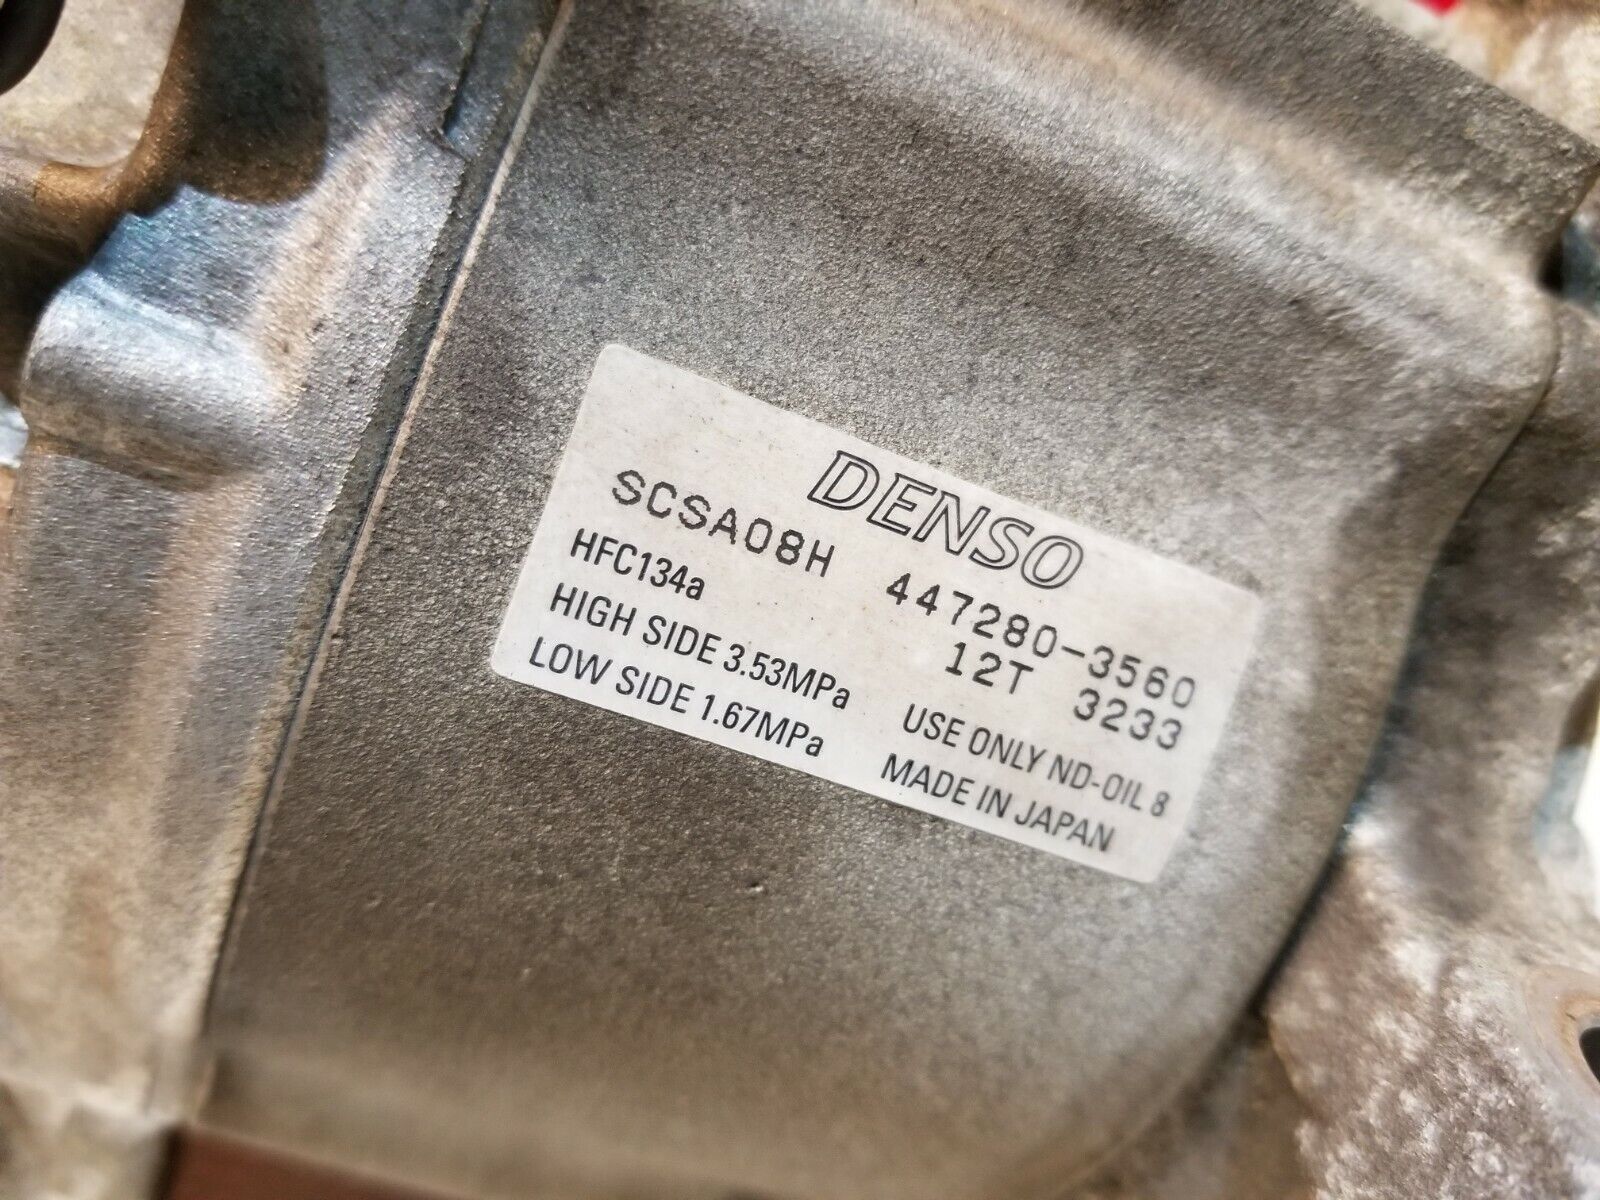 DENSO
SCSA08H 447280-3560
HFC134a 12T 3233
HIGH SIDE 3.53MPa USE ONLY ND-OIL 8
LOW SIDE 1.67MPa MADE IN JAPAN